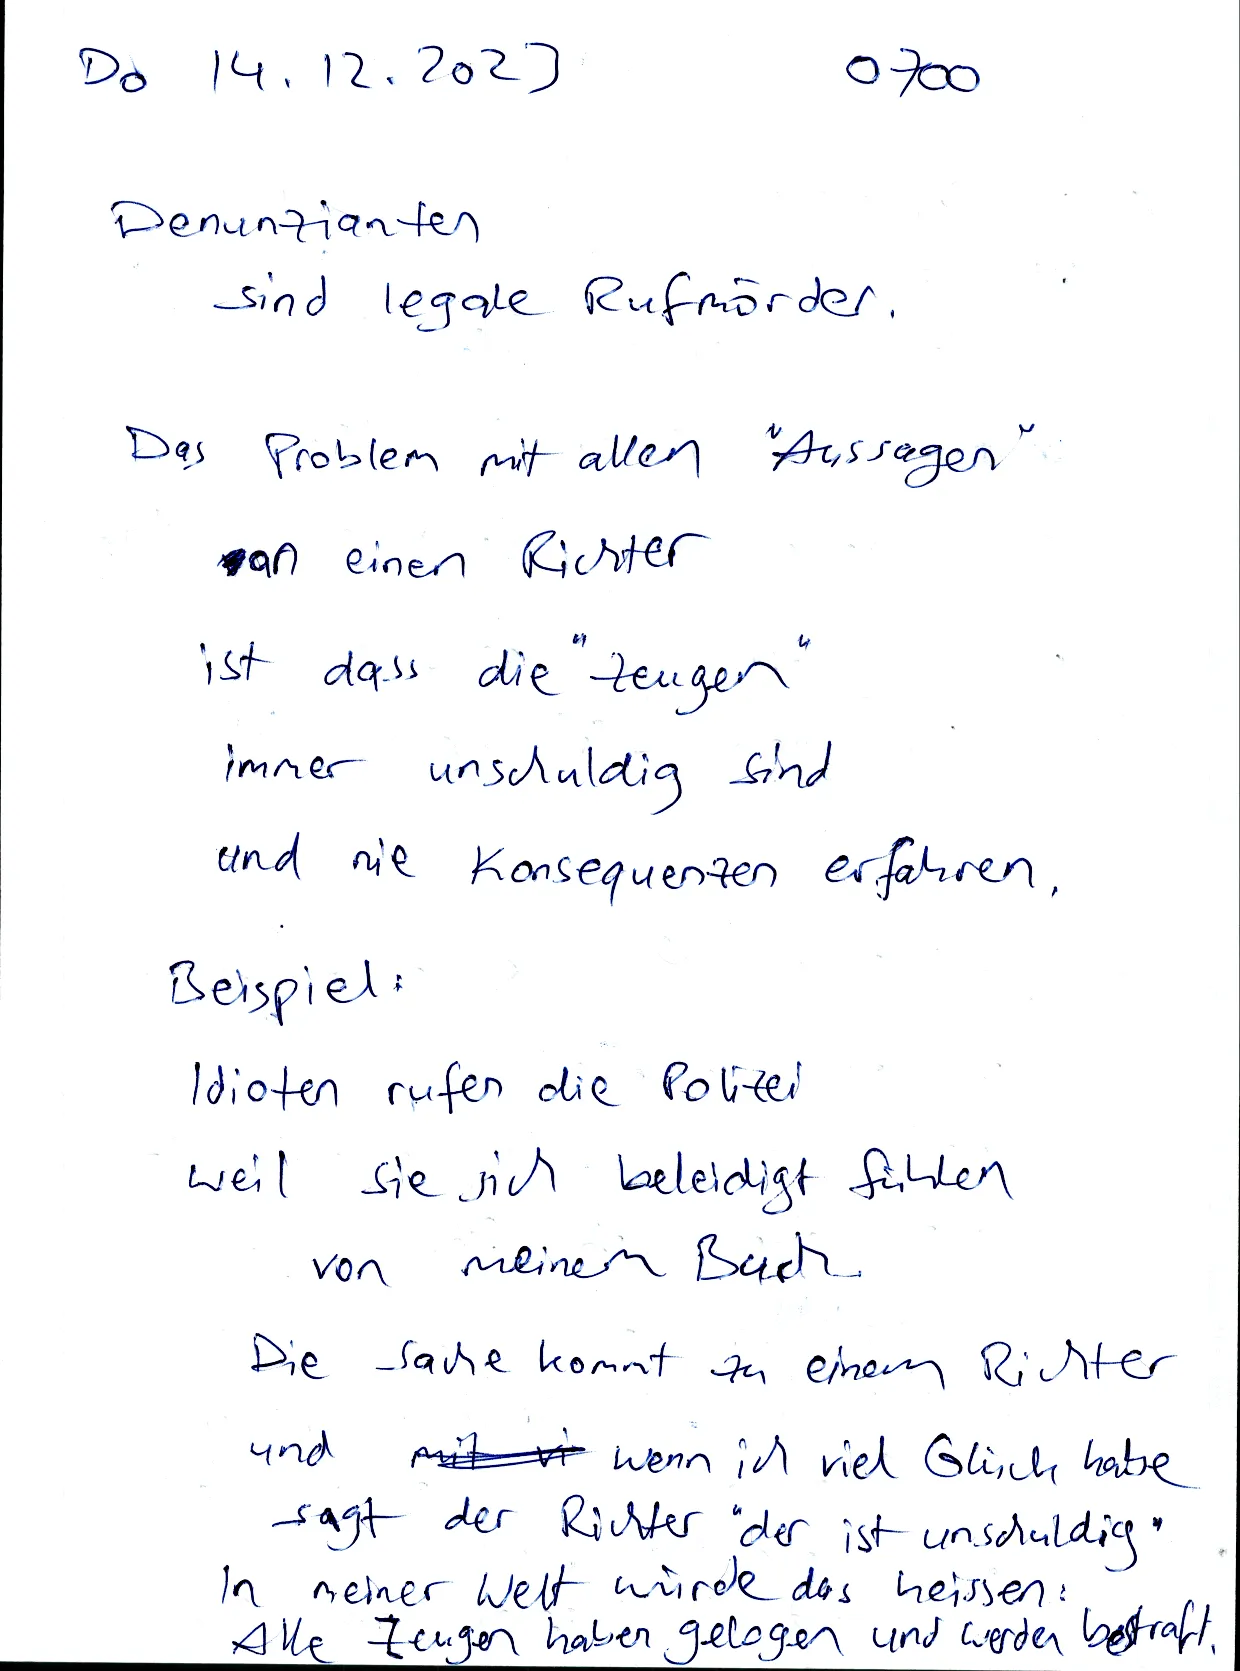 Do 14.12.2023 0700
Denunzianten
sind legale Rufmörder.
Das Problem mit allen "Aussagen"
an einen Richter
ist dass die "Zeugen"
immer unschuldig sind
und nie Konsequenzen erfahren.
Beispiel:
Idioten rufen die Polizei
weil sie sich beleidigt fühlen
von meinem Buch
Die Sache kommt zu einem Richter
und mit vi wenn ich viel Glück habe
sagt der Richter "der ist unschuldig"
In meiner Welt würde das heissen:
Alle Zeugen haben gelogen und werden bestraft.